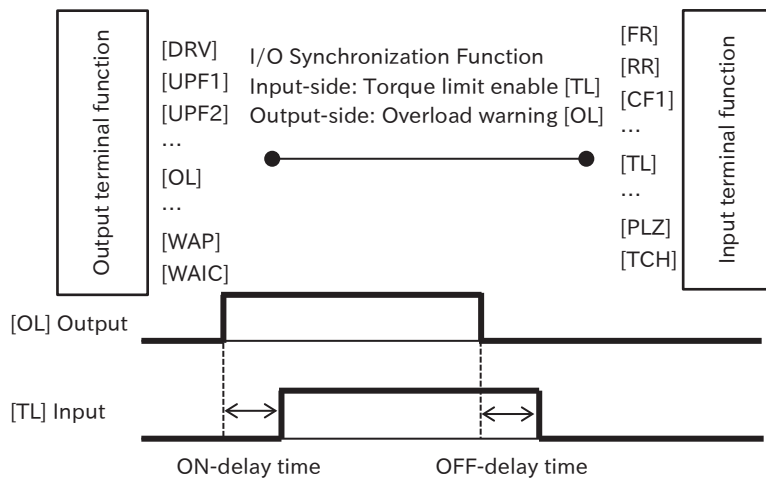 Output terminal function
[DRV]
[UPF1]
[UPF2]
...
[OL]
...
[WAP]
[WAIC]
I/O Synchronization Function
Input-side: Torque limit enable [TL]
Output-side: Overload warning [OL]
[FR]
[RR]
[CF1]
...
[TL]
...
[PLZ]
[TCH]
Input terminal function
[OL] Output
[TL] Input
ON-delay time
OFF-delay time